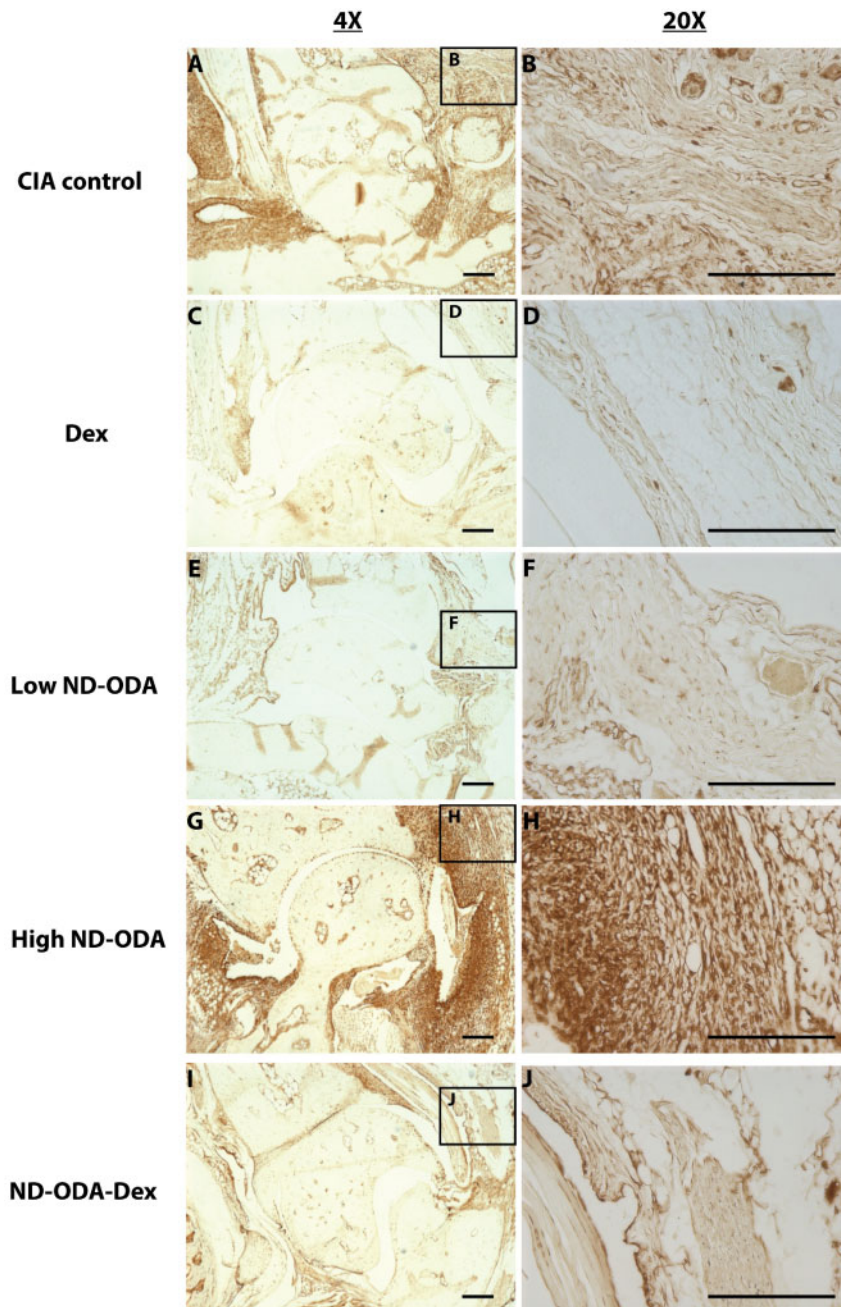 4X 20X
A B B
CIA control
C D D
Dex
E F F
Low ND-ODA
G H H
High ND-ODA
I J J
ND-ODA-Dex